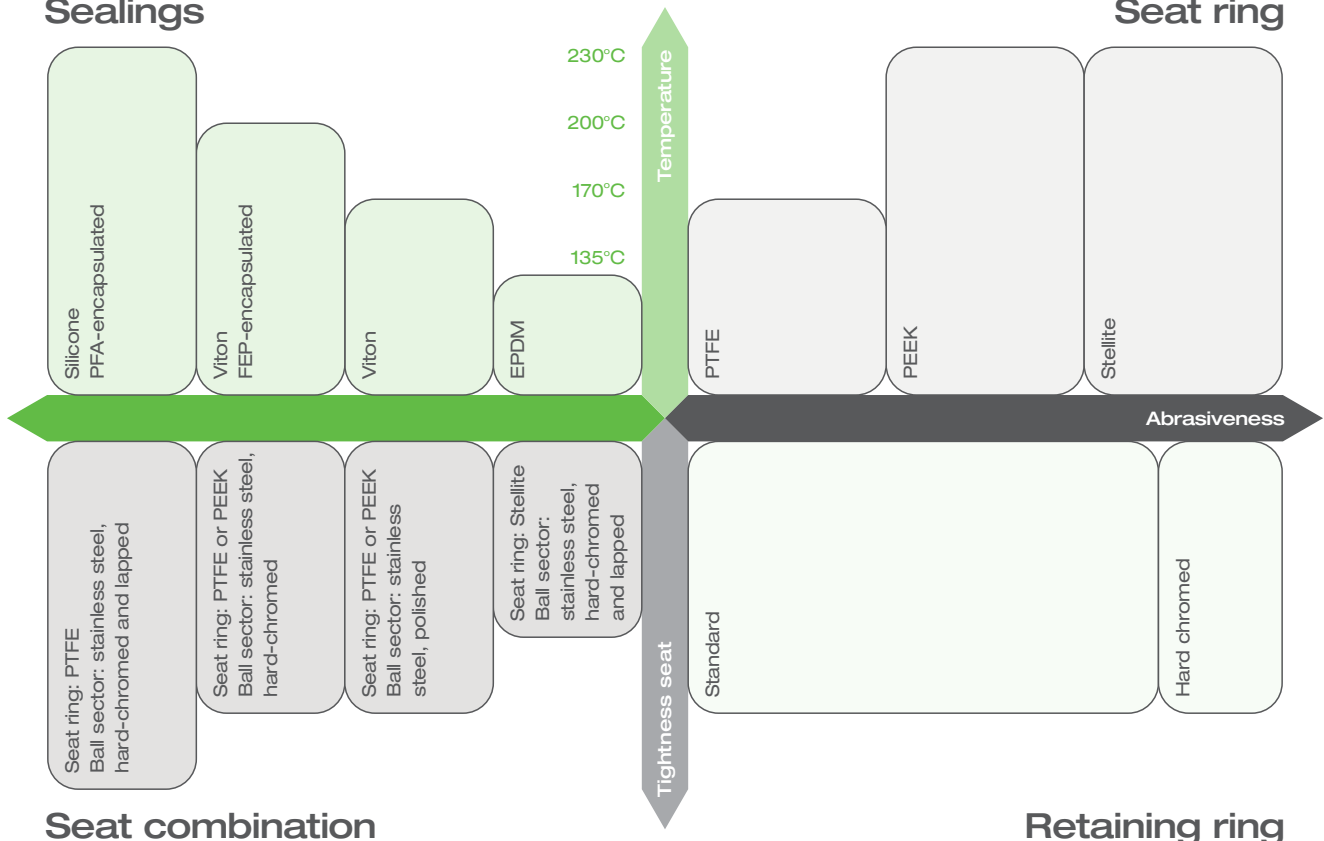 Sealings
Seat ring
230°C
200°C
170°C
135°C
Temperature
Silicone
PFA-encapsulated
Viton
FEP-encapsulated
Viton
EPDM
PTFE
PEEK
Stellite
Abrasiveness
Seat ring: PTFE
Ball sector: stainless steel,
hard-chromed and lapped
Seat ring: PTFE or PEEK
Ball sector: stainless steel,
hard-chromed
Seat ring: PTFE or PEEK
Ball sector: stainless
steel, polished
Seat ring: Stellite
Ball sector:
stainless steel,
hard-chromed
and lapped
Tightness seat
Standard
Hard chromed
Seat combination
Retaining ring